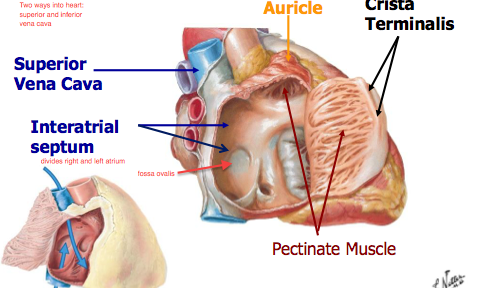 Two ways into heart:
superior and inferior
vena cava
Auricle
Crista
Terminalis
Superior
Vena Cava
Interatrial
septum
divides right and left atrium
fossa ovalis
Pectinate Muscle